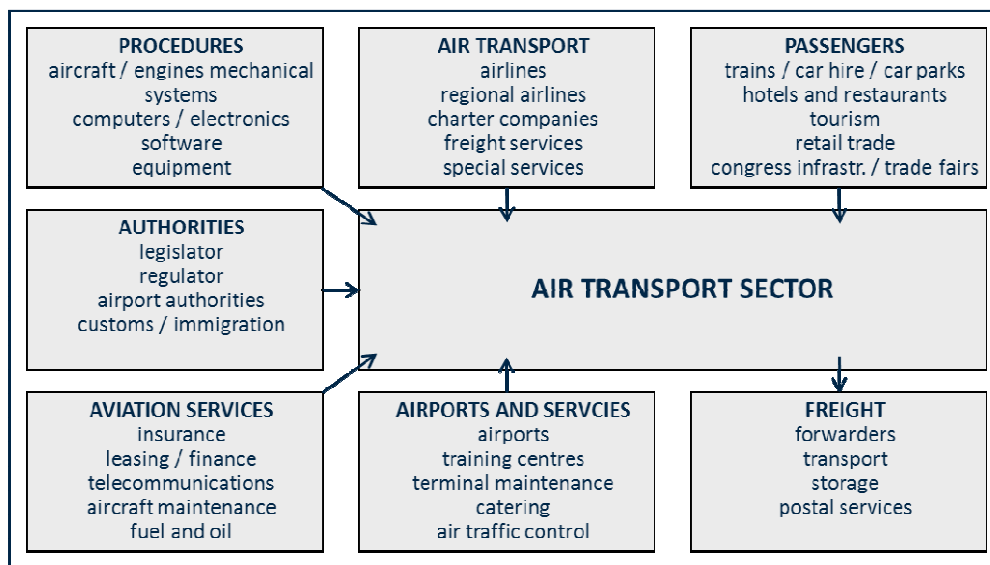 PROCEDURES
aircraft / engines mechanical
systems
computers / electronics
software
equipment
AIR TRANSPORT
airlines
regional airlines
charter companies
freight services
special services
PASSENGERS
trains / car hire / car parks
hotels and restaurants
tourism
retail trade
congress infrastr. / trade fairs
AUTHORITIES
legislator
regulator
airport authorities
customs / immigration
AIR TRANSPORT SECTOR
AVIATION SERVICES
insurance
leasing / finance
telecommunications
aircraft maintenance
fuel and oil
AIRPORTS AND SERVCIES
airports
training centres
terminal maintenance
catering
air traffic control
FREIGHT
forwarders
transport
storage
postal services